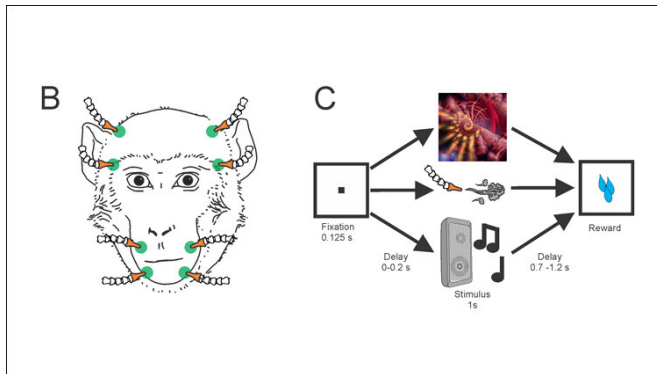 B
C
Fixation
0.125 s
Delay
0-0.2 s
Stimulus
1s
Delay
0.7 -1.2 s
Reward